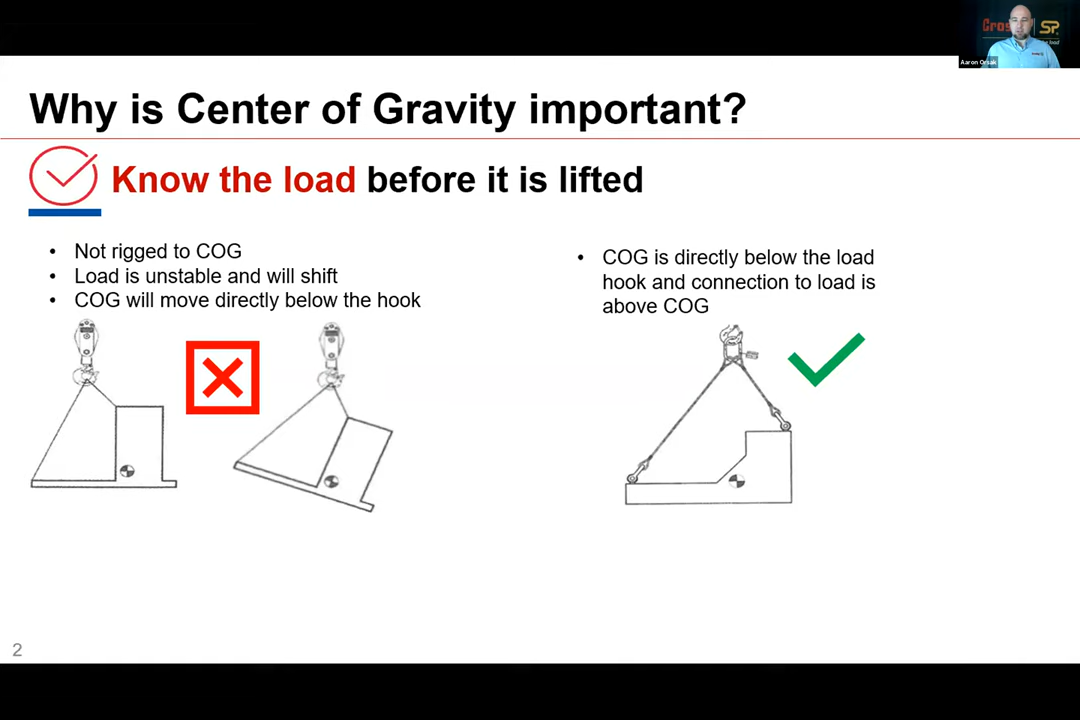 Aaron Orsak
Why is Center of Gravity important?
Know the load before it is lifted
• Not rigged to COG
• Load is unstable and will shift
• COG will move directly below the hook
• COG is directly below the load
hook and connection to load is
above COG
2